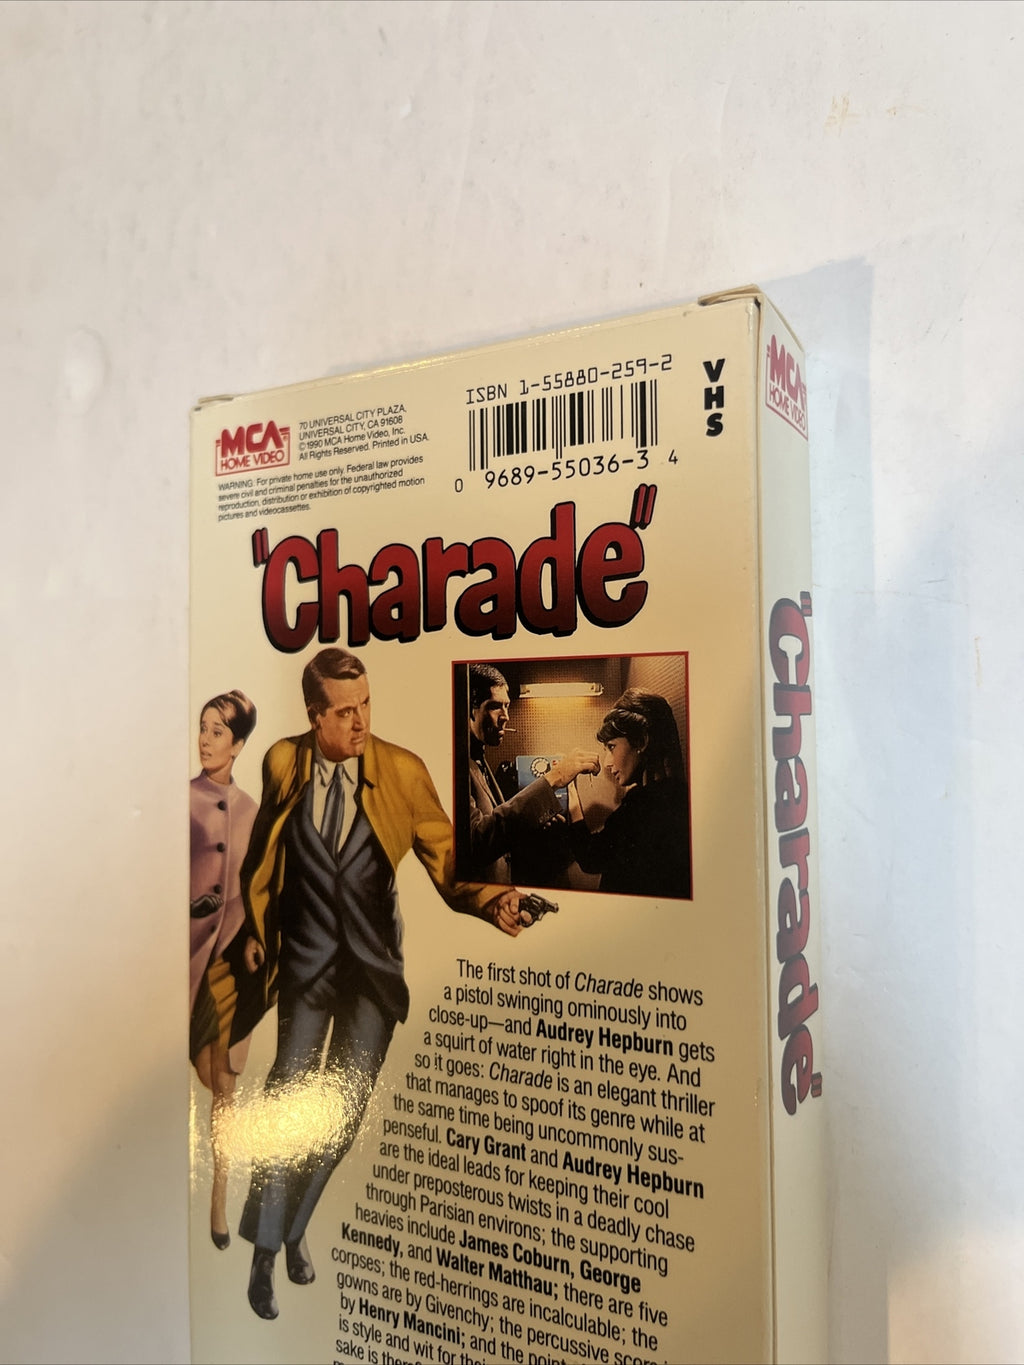 MCA
HOME VIDEO
70 UNIVERSAL CITY PLAZA,
UNIVERSAL CITY, CA 91608
© 1990 MCA Home Video, Inc.
All Rights Reserved. Printed in USA.
WARNING: For private home use only. Federal law provides
severe civil and criminal penalties for the unauthorized
reproduction, distribution or exhibition of copyrighted motion
pictures and videocassettes.
ISBN 1-55880-259-2
0 9689-55036-3 4
VHS
"Charade"
The first shot of Charade shows
a pistol swinging ominously into
close-up—and Audrey Hepburn gets
a squirt of water right in the eye. And
so it goes: Charade is an elegant thriller
that manages to spoof its genre while at
the same time being uncommonly sus-
penseful. Cary Grant and Audrey Hepburn
are the ideal leads for keeping their cool
under preposterous twists in a deadly chase
through Parisian environs; the supporting
heavies include James Coburn, George
Kennedy, and Walter Matthau; there are five
corpses; the red-herrings are incalculable; the
gowns are by Givenchy; the percussive score
by Henry Mancini; and the point
is style and wit for
sake is
MCA
HOME VIDEO
"Charade"